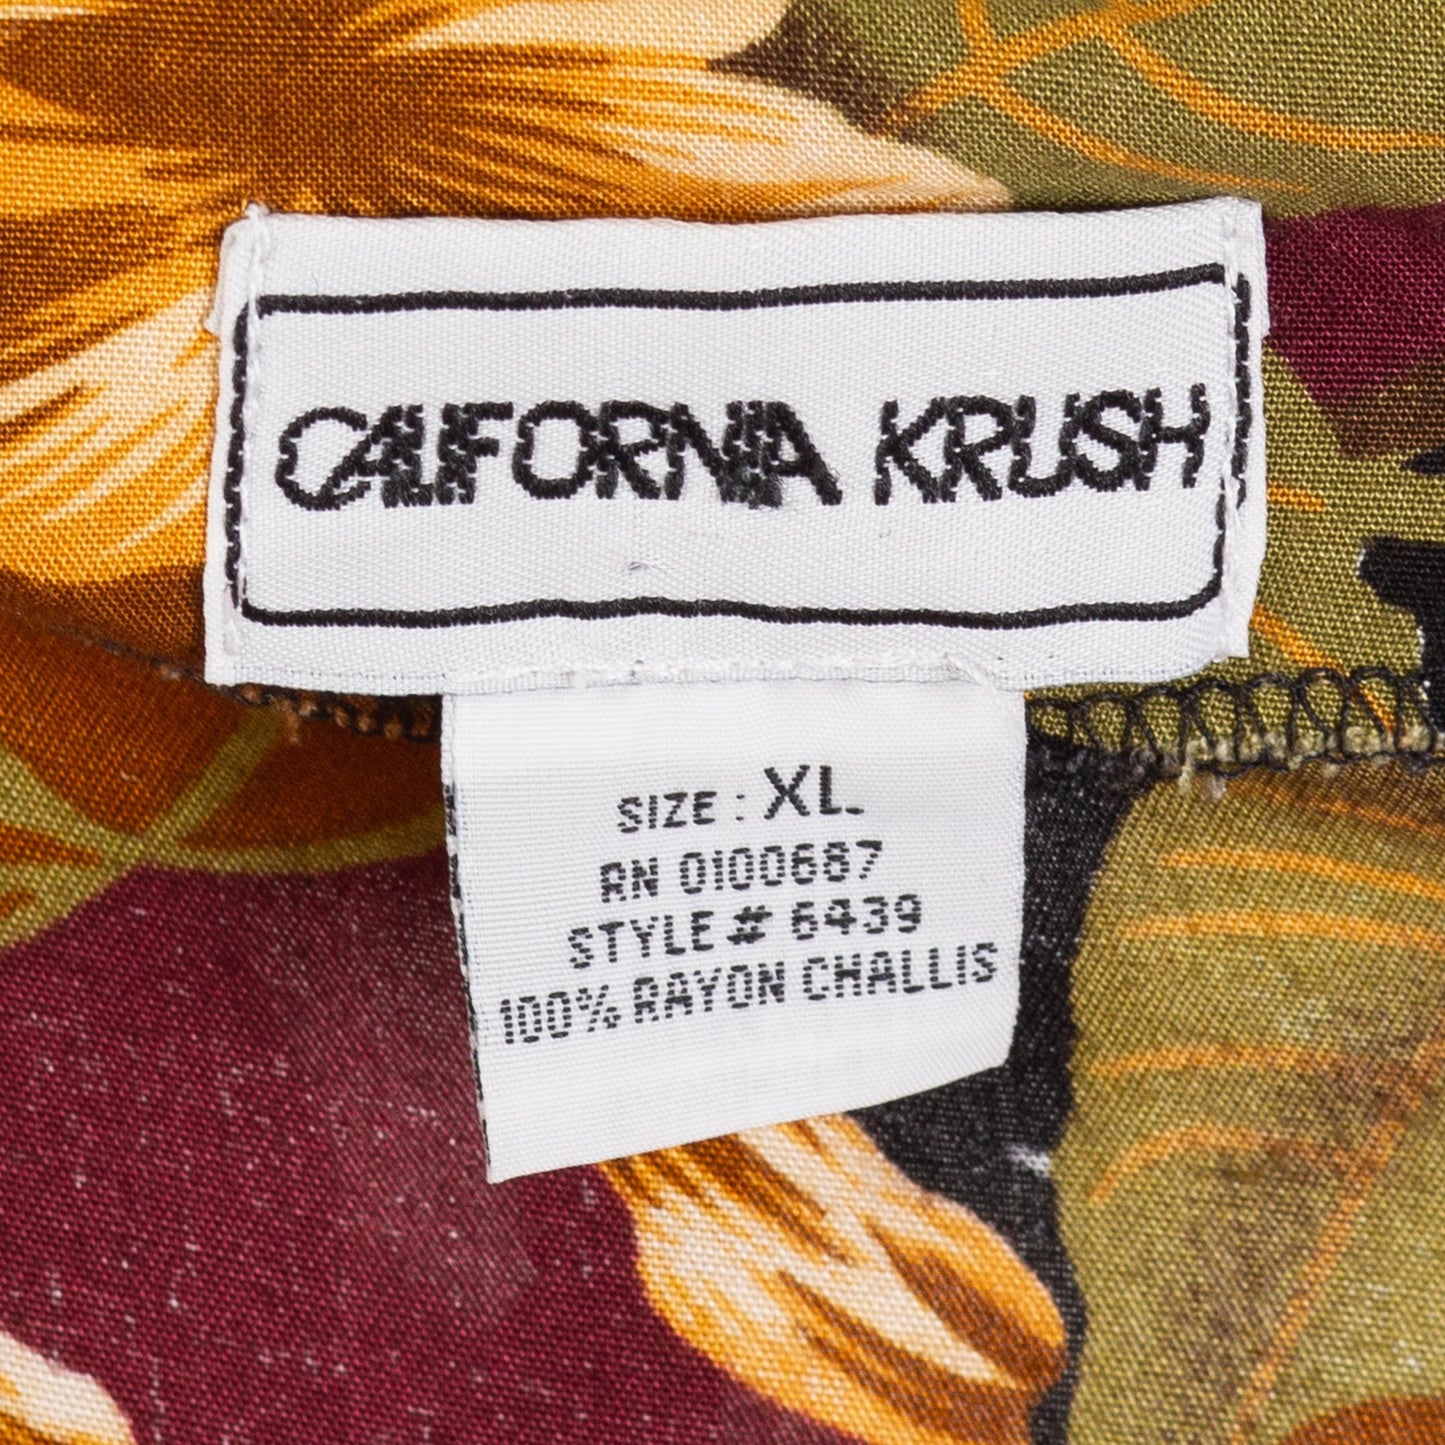 CALIFORNIA KRUSH
SIZE : XL.
RN 0100687
STYLE # 6439
100% RAYON CHALLIS